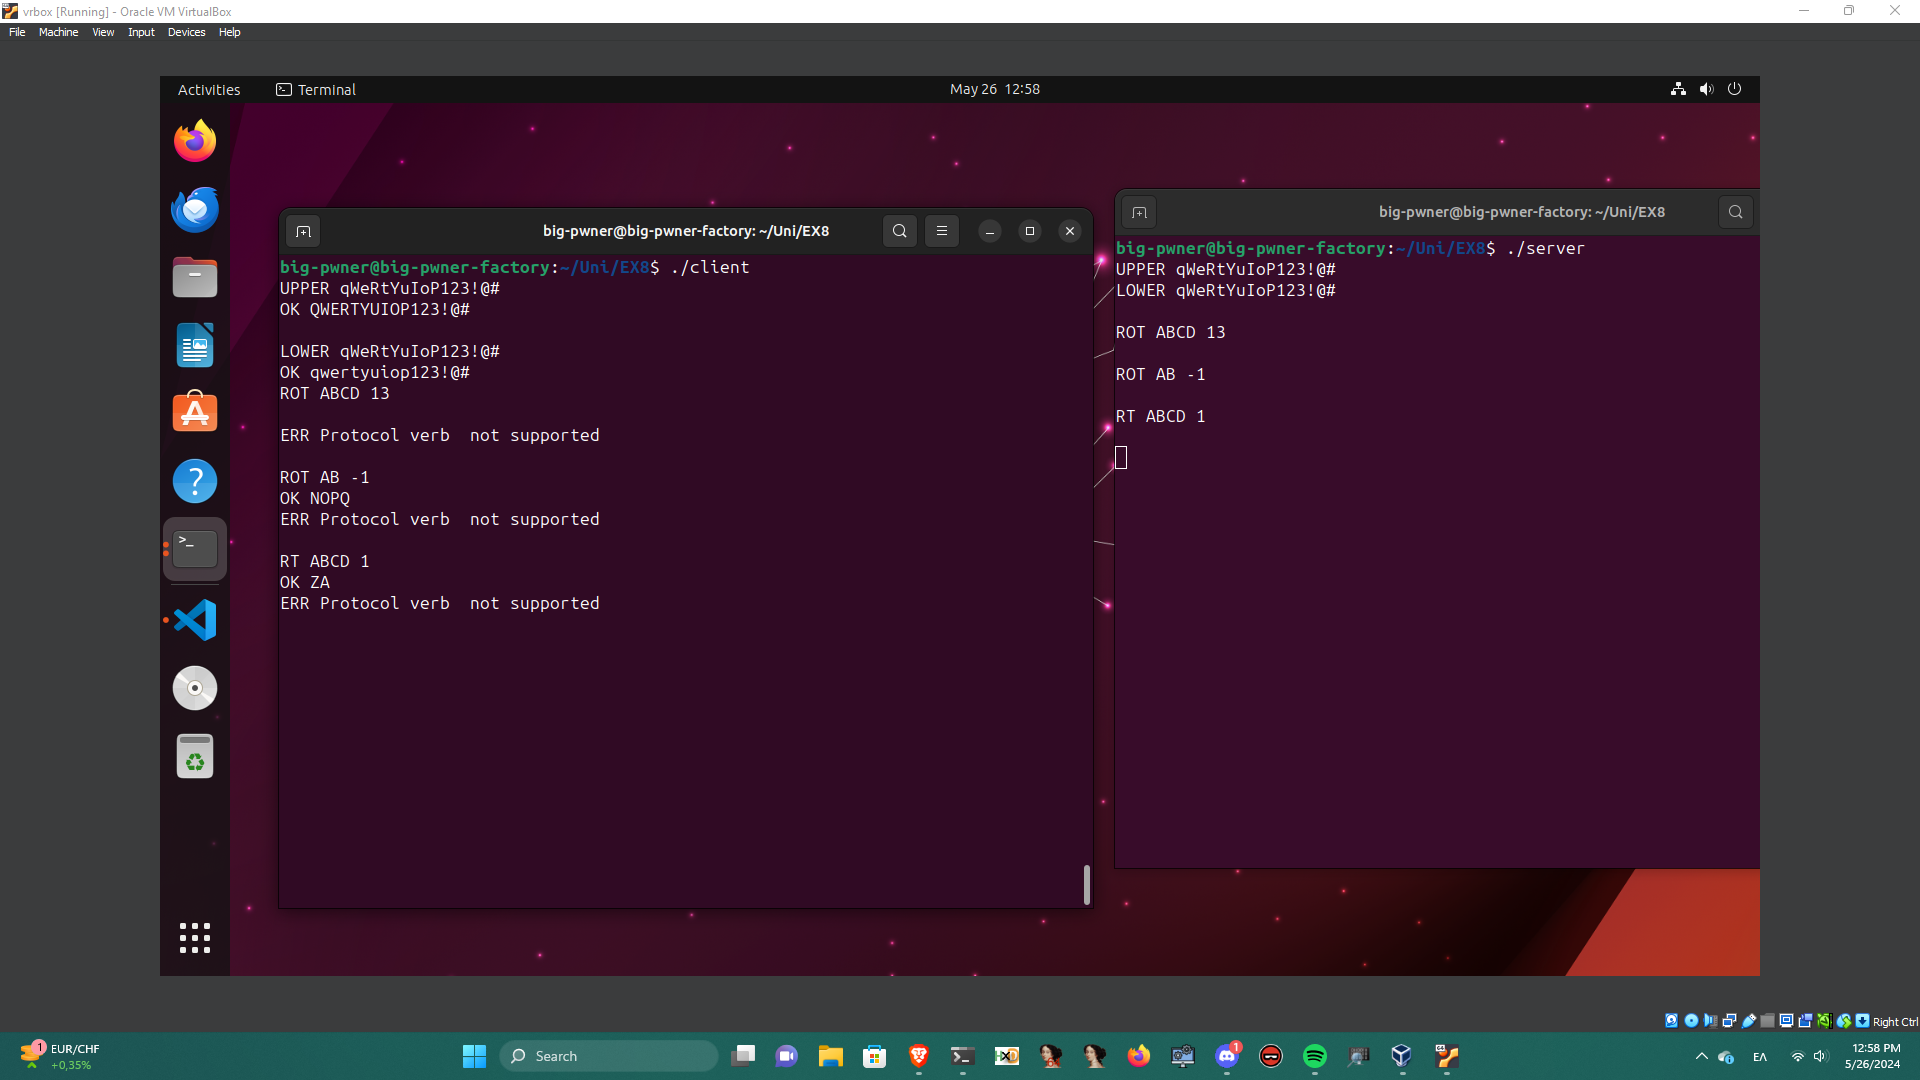 vrbox [Running] - Oracle VM VirtualBox
File Machine View Input Devices Help
Activities Terminal May 26 12:58
big-pwner@big-pwner-factory: ~/Uni/EX8
big-pwner@big-pwner-factory:~/Uni/EX8$ ./client
UPPER qWeRtYuIoP123!@#
OK QWERTYUIOP123!@#
LOWER qWeRtYuIoP123!@#
OK qwertyuiop123!@#
ROT ABCD 13
ERR Protocol verb  not supported
ROT AB -1
OK NOPQ
ERR Protocol verb  not supported
RT ABCD 1
OK ZA
ERR Protocol verb  not supported
big-pwner@big-pwner-factory: ~/Uni/EX8
big-pwner@big-pwner-factory:~/Uni/EX8$ ./server
UPPER qWeRtYuIoP123!@#
LOWER qWeRtYuIoP123!@#
ROT ABCD 13
ROT AB -1
RT ABCD 1
Right Ctrl
1
EUR/CHF
+0,35%
Search
1
ΕΛ
12:58 PM
5/26/2024